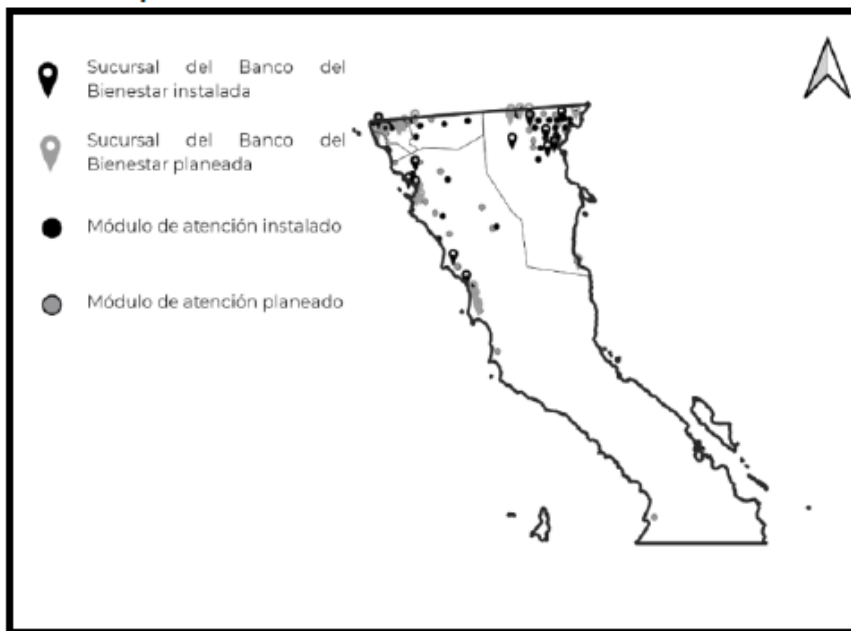 Sucursal del Banco del
Bienestar instalada
Sucursal del Banco del
Bienestar planeada
Módulo de atención instalado
Módulo de atención planeado